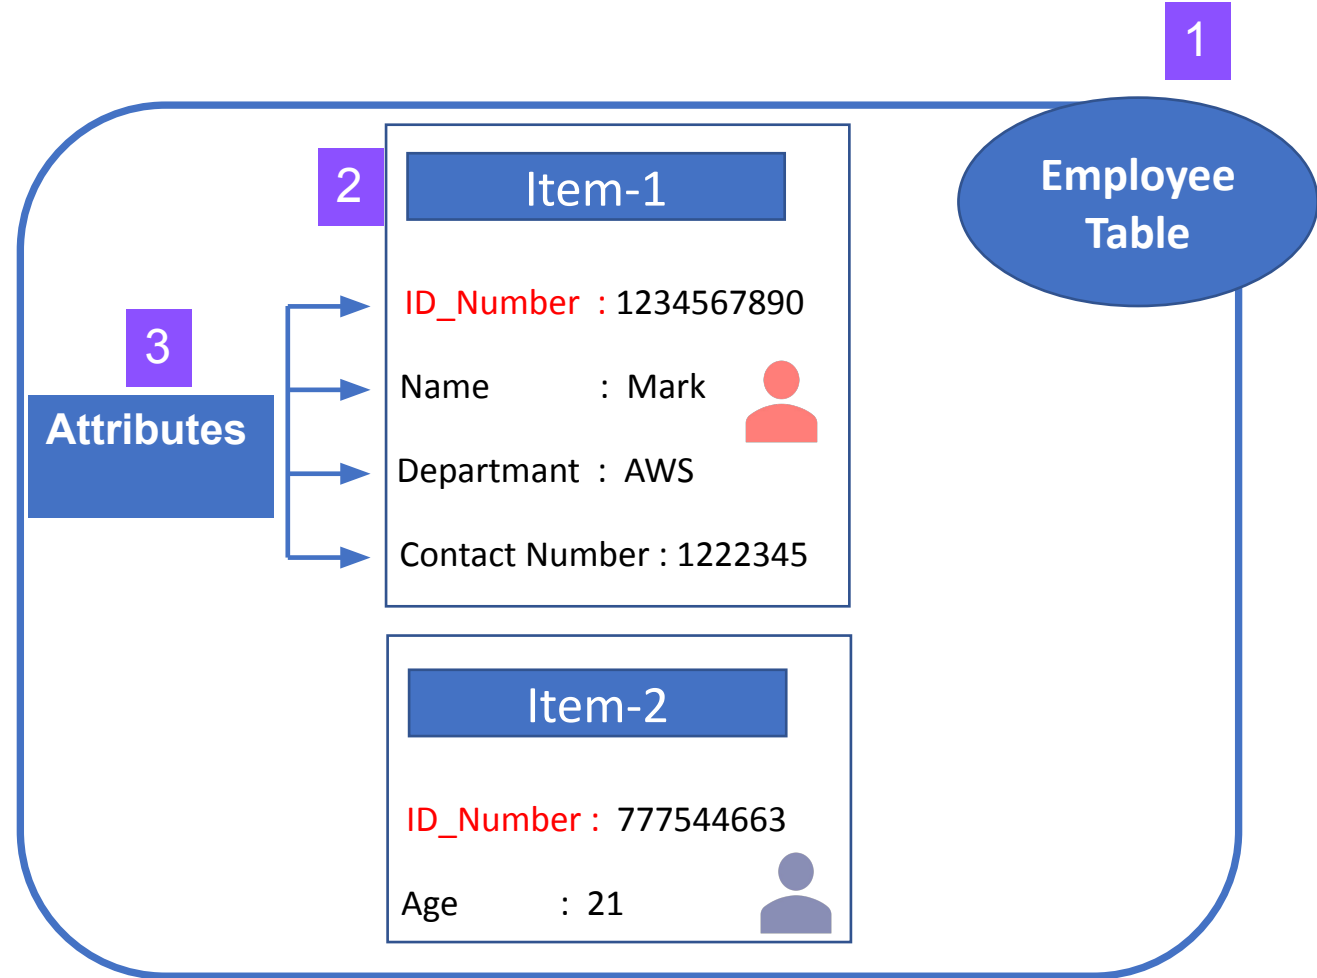 1
Employee
Table
2
Item-1
ID_Number : 1234567890
3
Name : Mark
Attributes
Departmant : AWS
Contact Number : 1222345
Item-2
ID_Number : 777544663
Age : 21